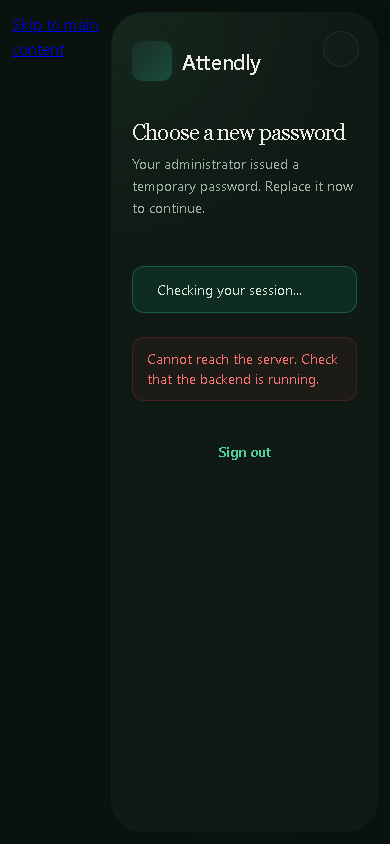 Skip to main
content
Attendly
Choose a new password
Your administrator issued a
temporary password. Replace it now
to continue.
Checking your session...
Cannot reach the server. Check
that the backend is running.
Sign out